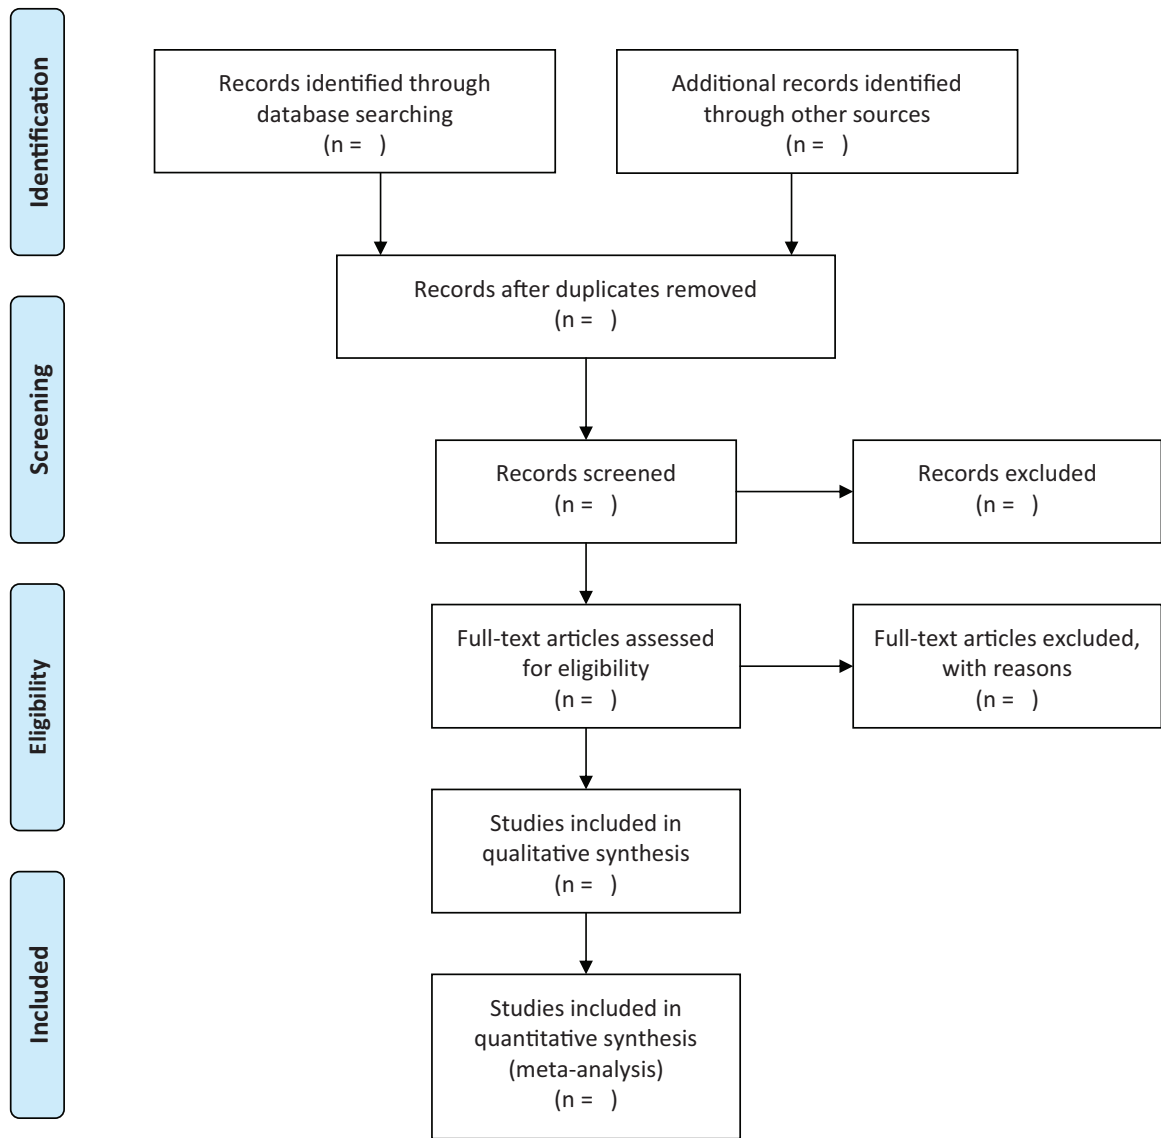 Identification
Records identified through
database searching
(n =   )
Additional records identified
through other sources
(n =   )
Records after duplicates removed
(n =   )
Screening
Records screened
(n =   )
Records excluded
(n =   )
Eligibility
Full-text articles assessed
for eligibility
(n =   )
Full-text articles excluded,
with reasons
(n =   )
Studies included in
qualitative synthesis
(n =   )
Included
Studies included in
quantitative synthesis
(meta-analysis)
(n =   )